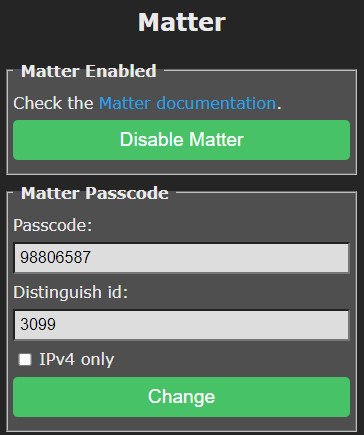 Matter
Matter Enabled
Check the Matter documentation.
Disable Matter
Matter Passcode
Passcode:
98806587
Distinguish id:
3099
IPv4 only
Change